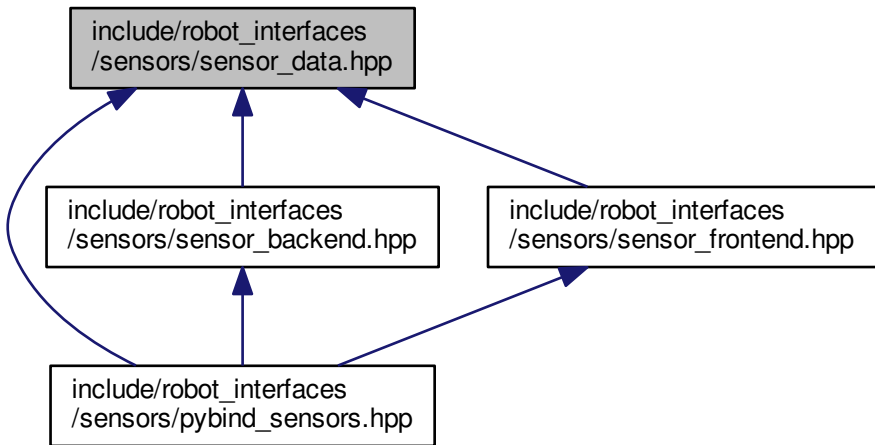 include/robot_interfaces
/sensors/sensor_data.hpp
include/robot_interfaces
/sensors/sensor_backend.hpp
include/robot_interfaces
/sensors/sensor_frontend.hpp
include/robot_interfaces
/sensors/pybind_sensors.hpp